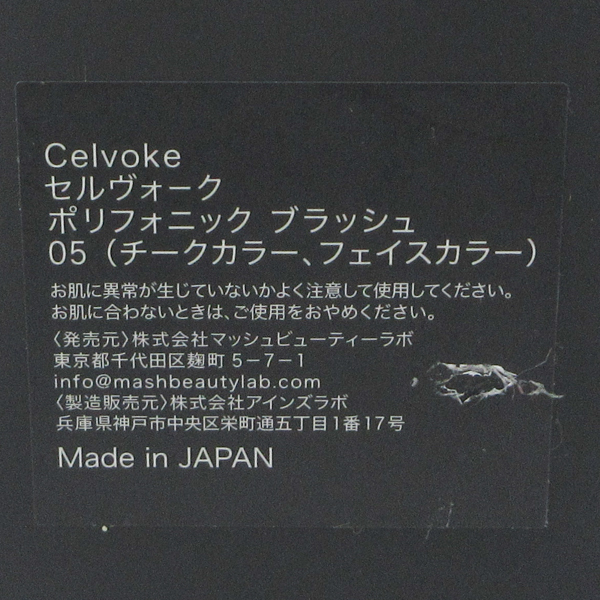 Celvoke
セルヴォーク
ポリフォニック ブラッシュ
05（チークカラー、フェイスカラー）
お肌に異常が生じていないかよく注意して使用してください。
お肌に合わないときは、ご使用をおやめください。
〈発売元〉株式会社マッシュビューティーラボ
東京都千代田区麹町5−7−1
info@mashbeautylab.com
〈製造販売元〉株式会社アインズラボ
兵庫県神戸市中央区栄町通五丁目1番17号
Made in JAPAN